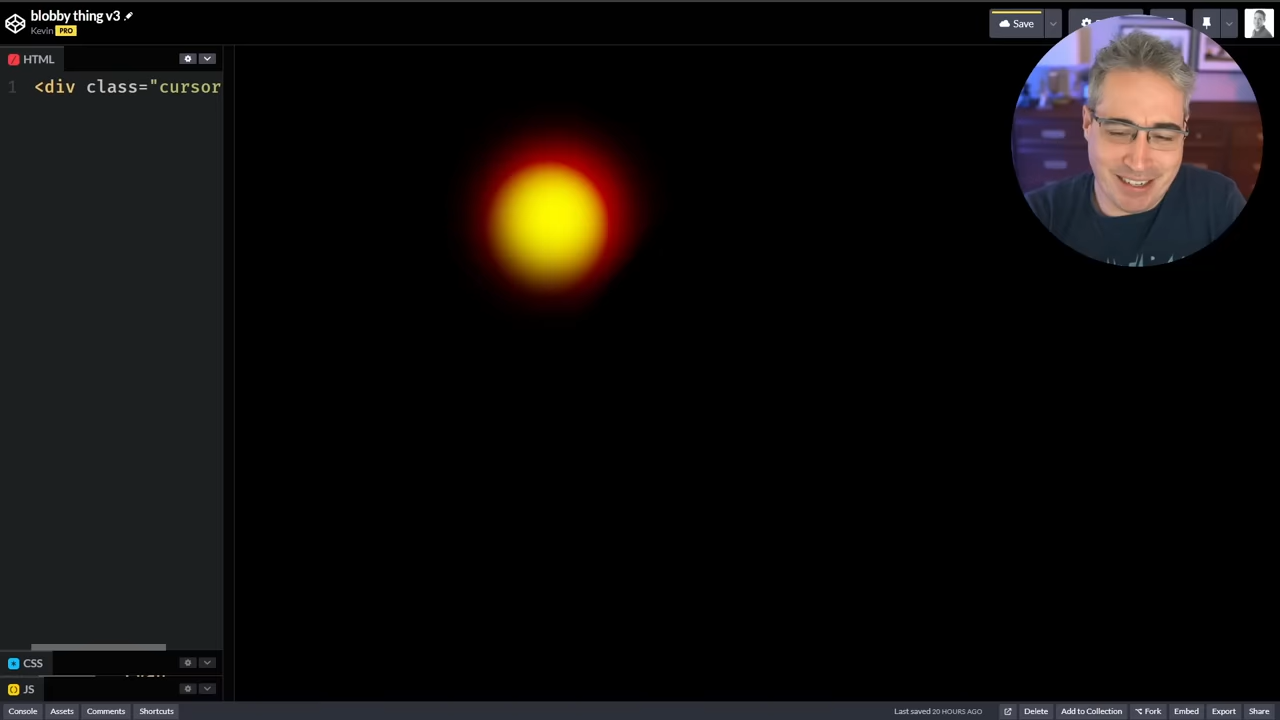 blobby thing v3
Kevin PRO
Save
HTML
1 <div class="cursor
CSS
JS
Console Assets Comments Shortcuts
Last saved 20 HOURS AGO Delete Add to Collection Fork Embed Export Share